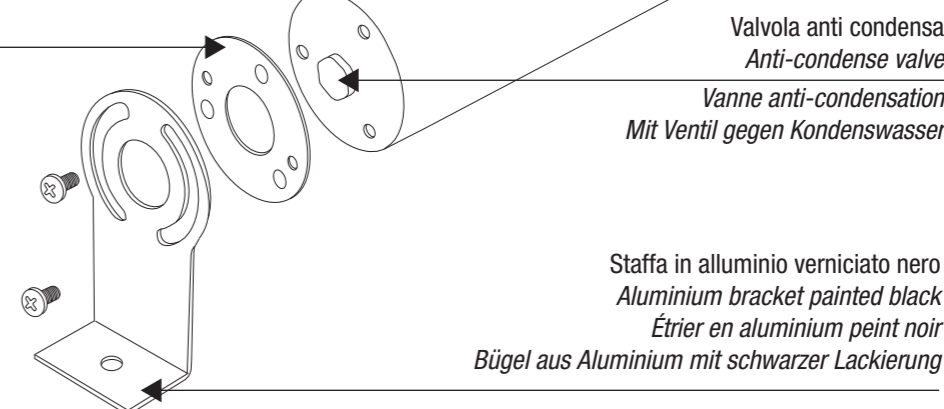 Valvola anti condensa
Anti-condense valve
Vanne anti-condensation
Mit Ventil gegen Kondenswasser
Staffa in alluminio verniciato nero
Aluminium bracket painted black
Étrier en aluminium peint noir
Bügel aus Aluminium mit schwarzer Lackierung